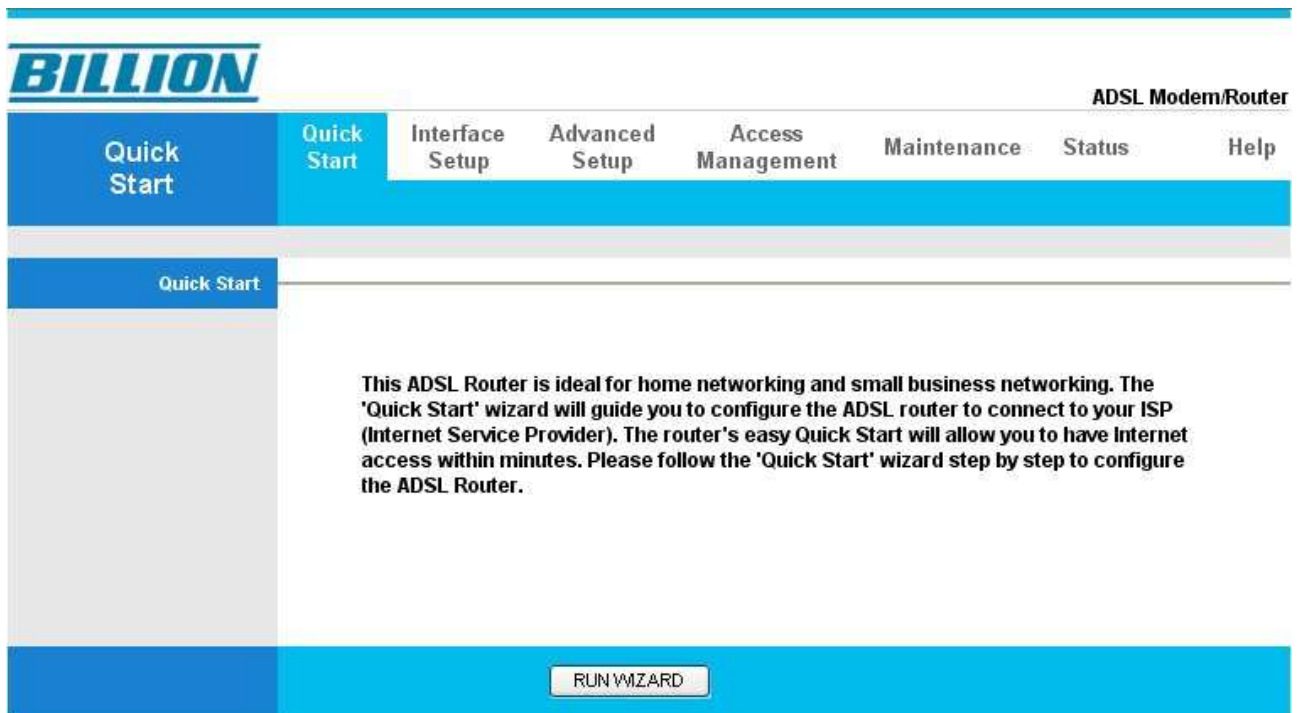 BILLION
ADSL Modem/Router
Quick
Start
Quick
Start
Interface
Setup
Advanced
Setup
Access
Management
Maintenance
Status
Help
Quick Start
This ADSL Router is ideal for home networking and small business networking. The
'Quick Start' wizard will guide you to configure the ADSL router to connect to your ISP
(Internet Service Provider). The router's easy Quick Start will allow you to have Internet
access within minutes. Please follow the 'Quick Start' wizard step by step to configure
the ADSL Router.
RUN WIZARD